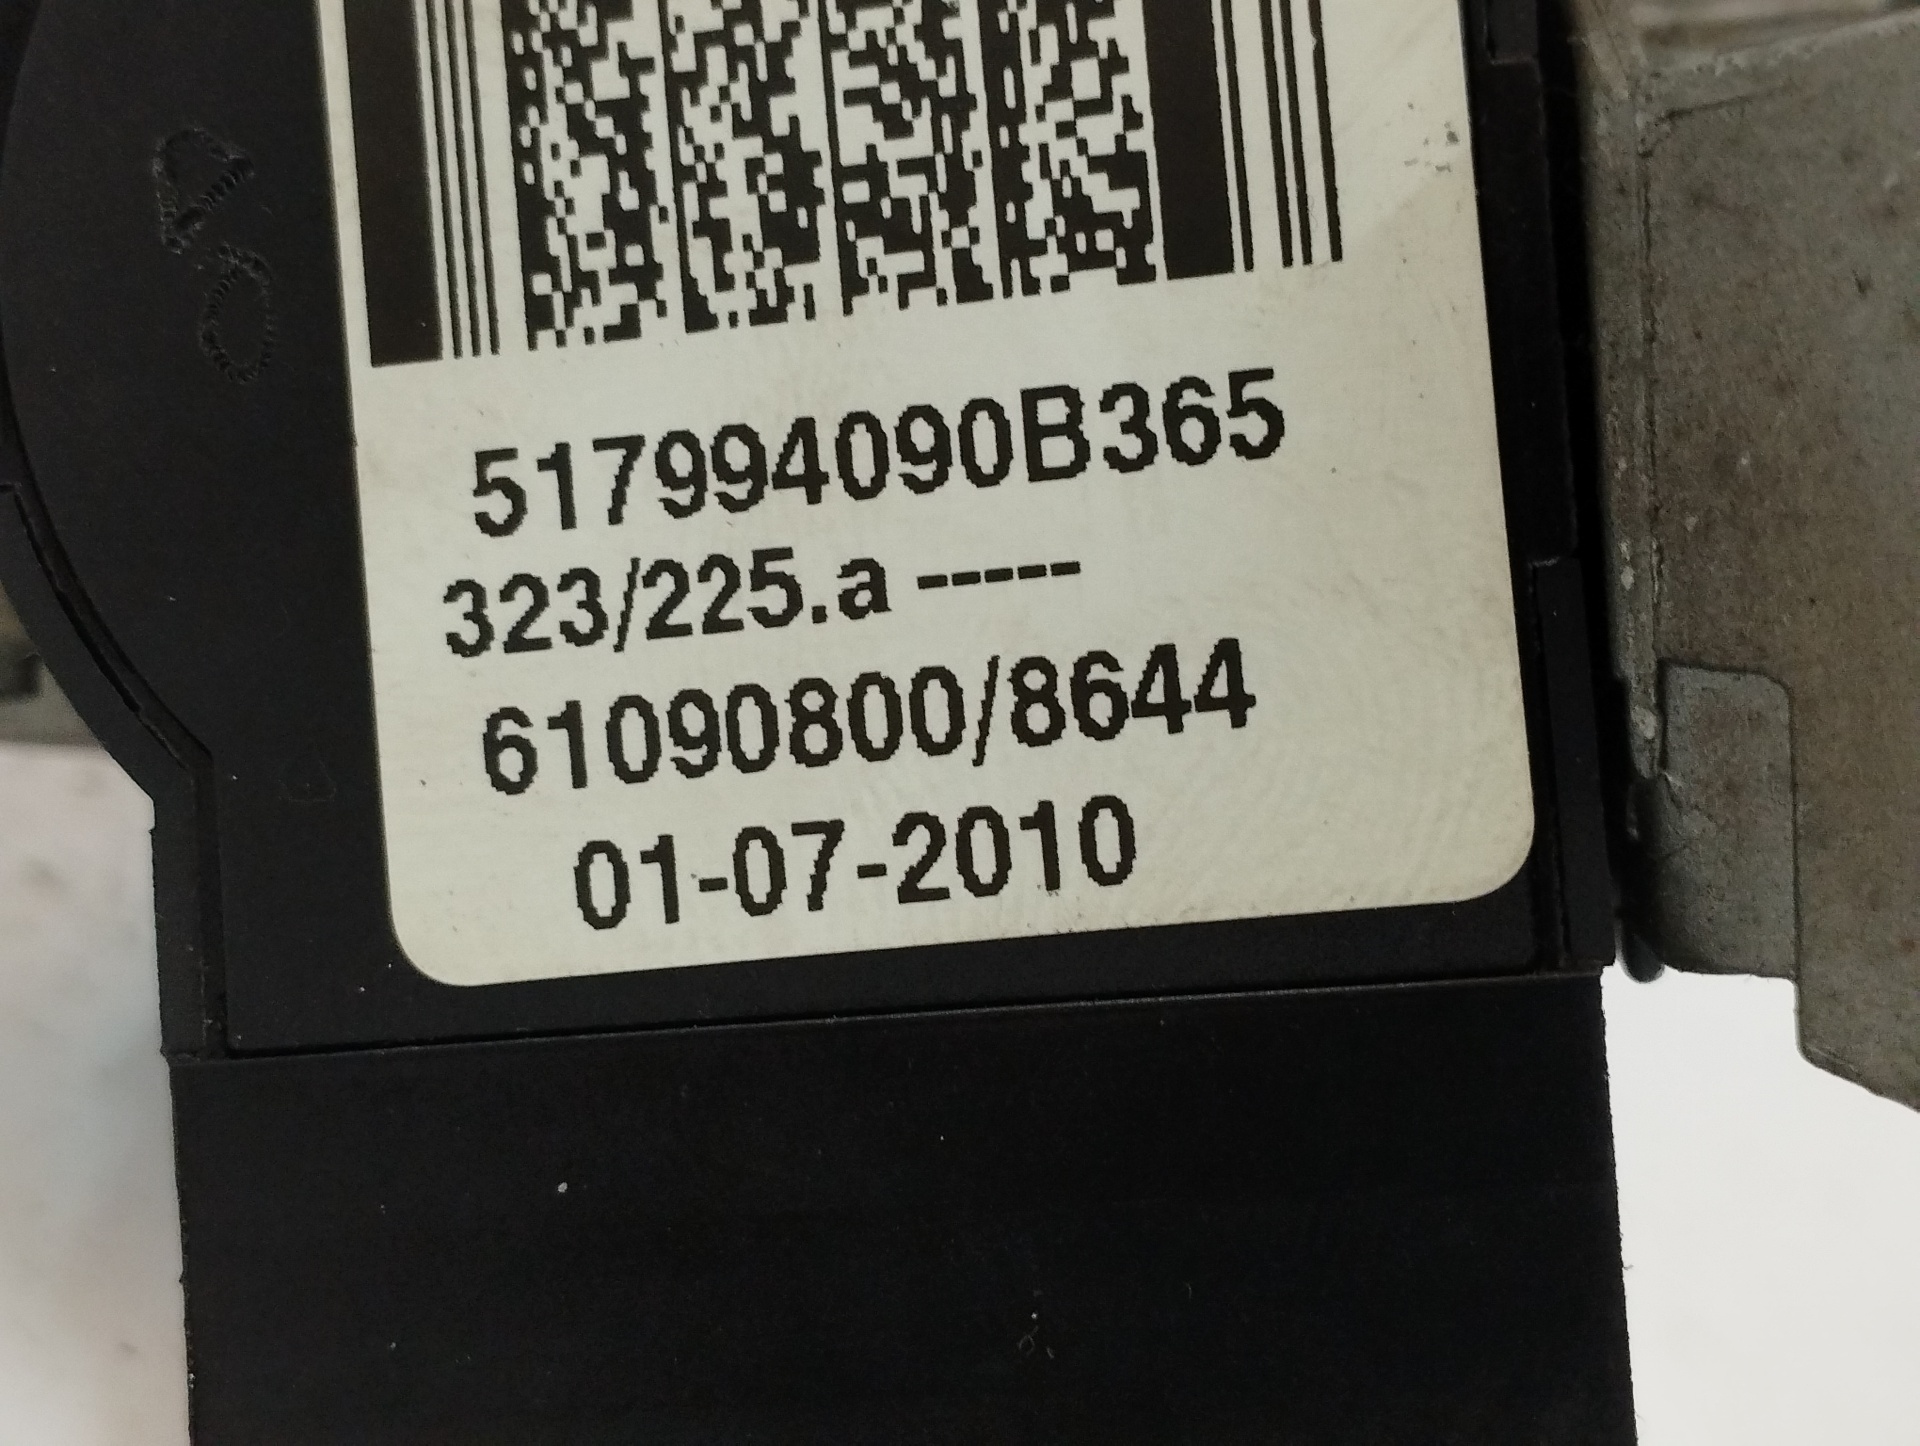 517994090B365
323/225.a -----
61090800/8644
01-07-2010